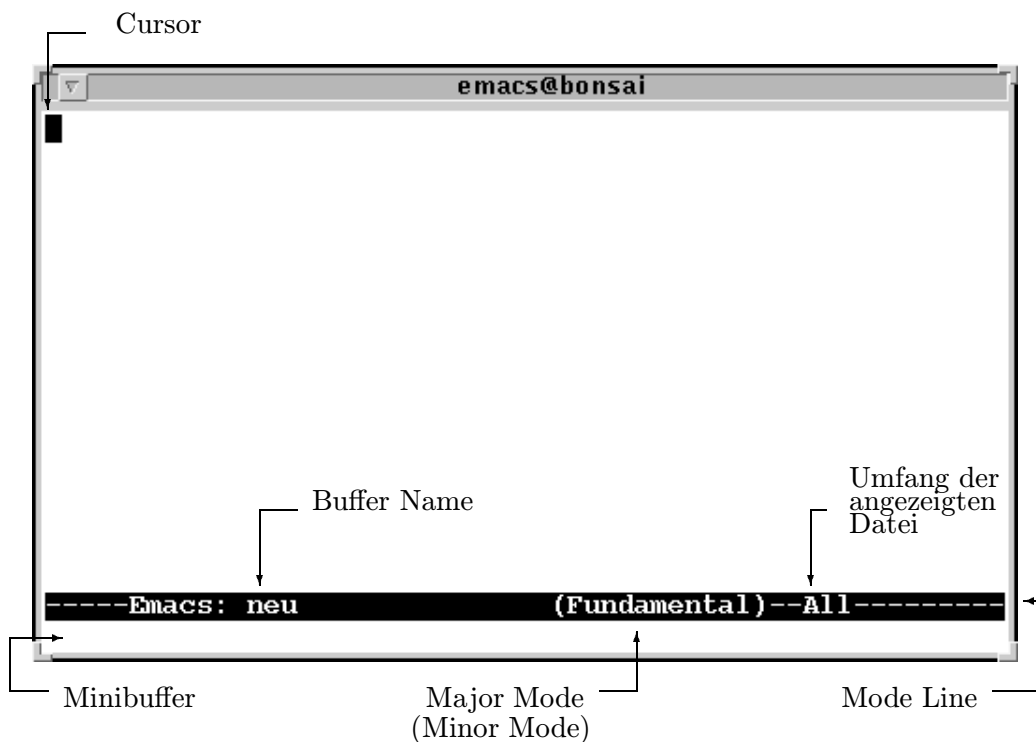 Cursor
emacs@bonsai
Umfang der
angezeigten
Datei
Buffer Name
-----Emacs: neu (Fundamental)--All---------
Minibuffer
Major Mode
(Minor Mode)
Mode Line